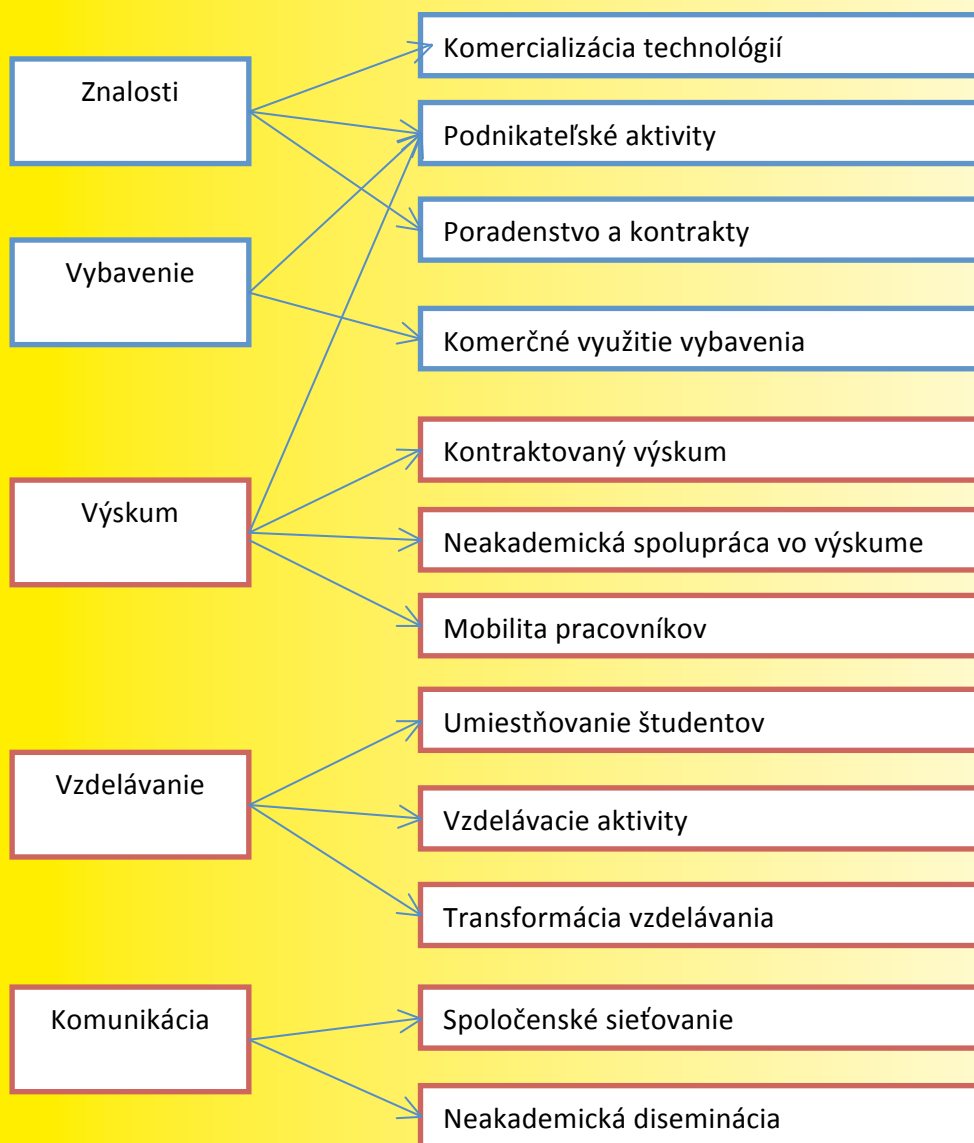 Znalosti
Vybavenie
Výskum
Vzdelávanie
Komunikácia
Komercializácia technológií
Podnikateľské aktivity
Poradenstvo a kontrakty
Komerčné využitie vybavenia
Kontraktovaný výskum
Neakademická spolupráca vo výskume
Mobilita pracovníkov
Umiestňovanie študentov
Vzdelávacie aktivity
Transformácia vzdelávania
Spoločenské sieťovanie
Neakademická diseminácia